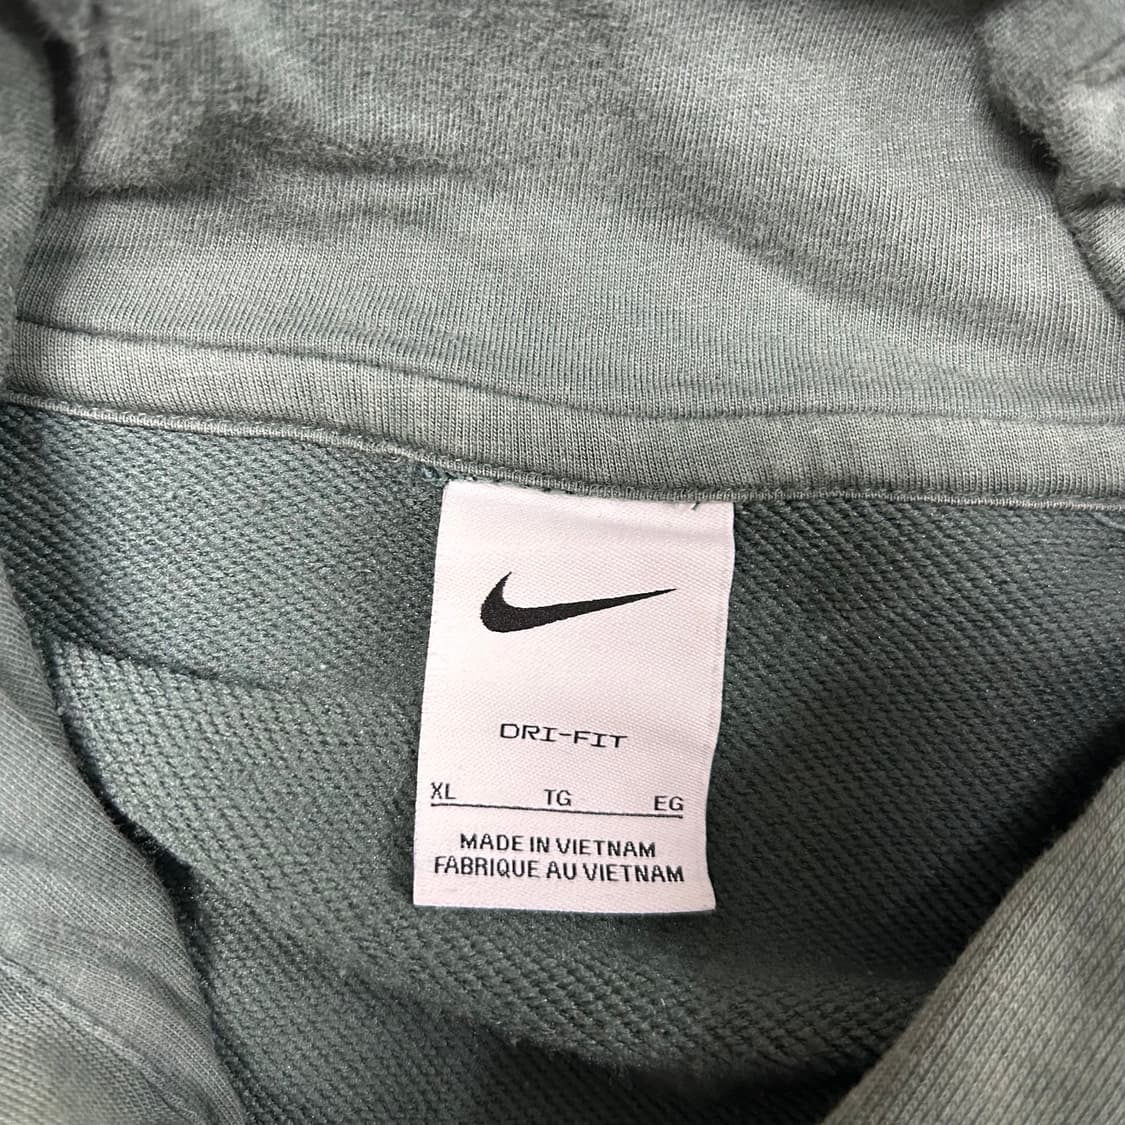 DRI-FIT
XL TG EG
MADE IN VIETNAM
FABRIQUE AU VIETNAM